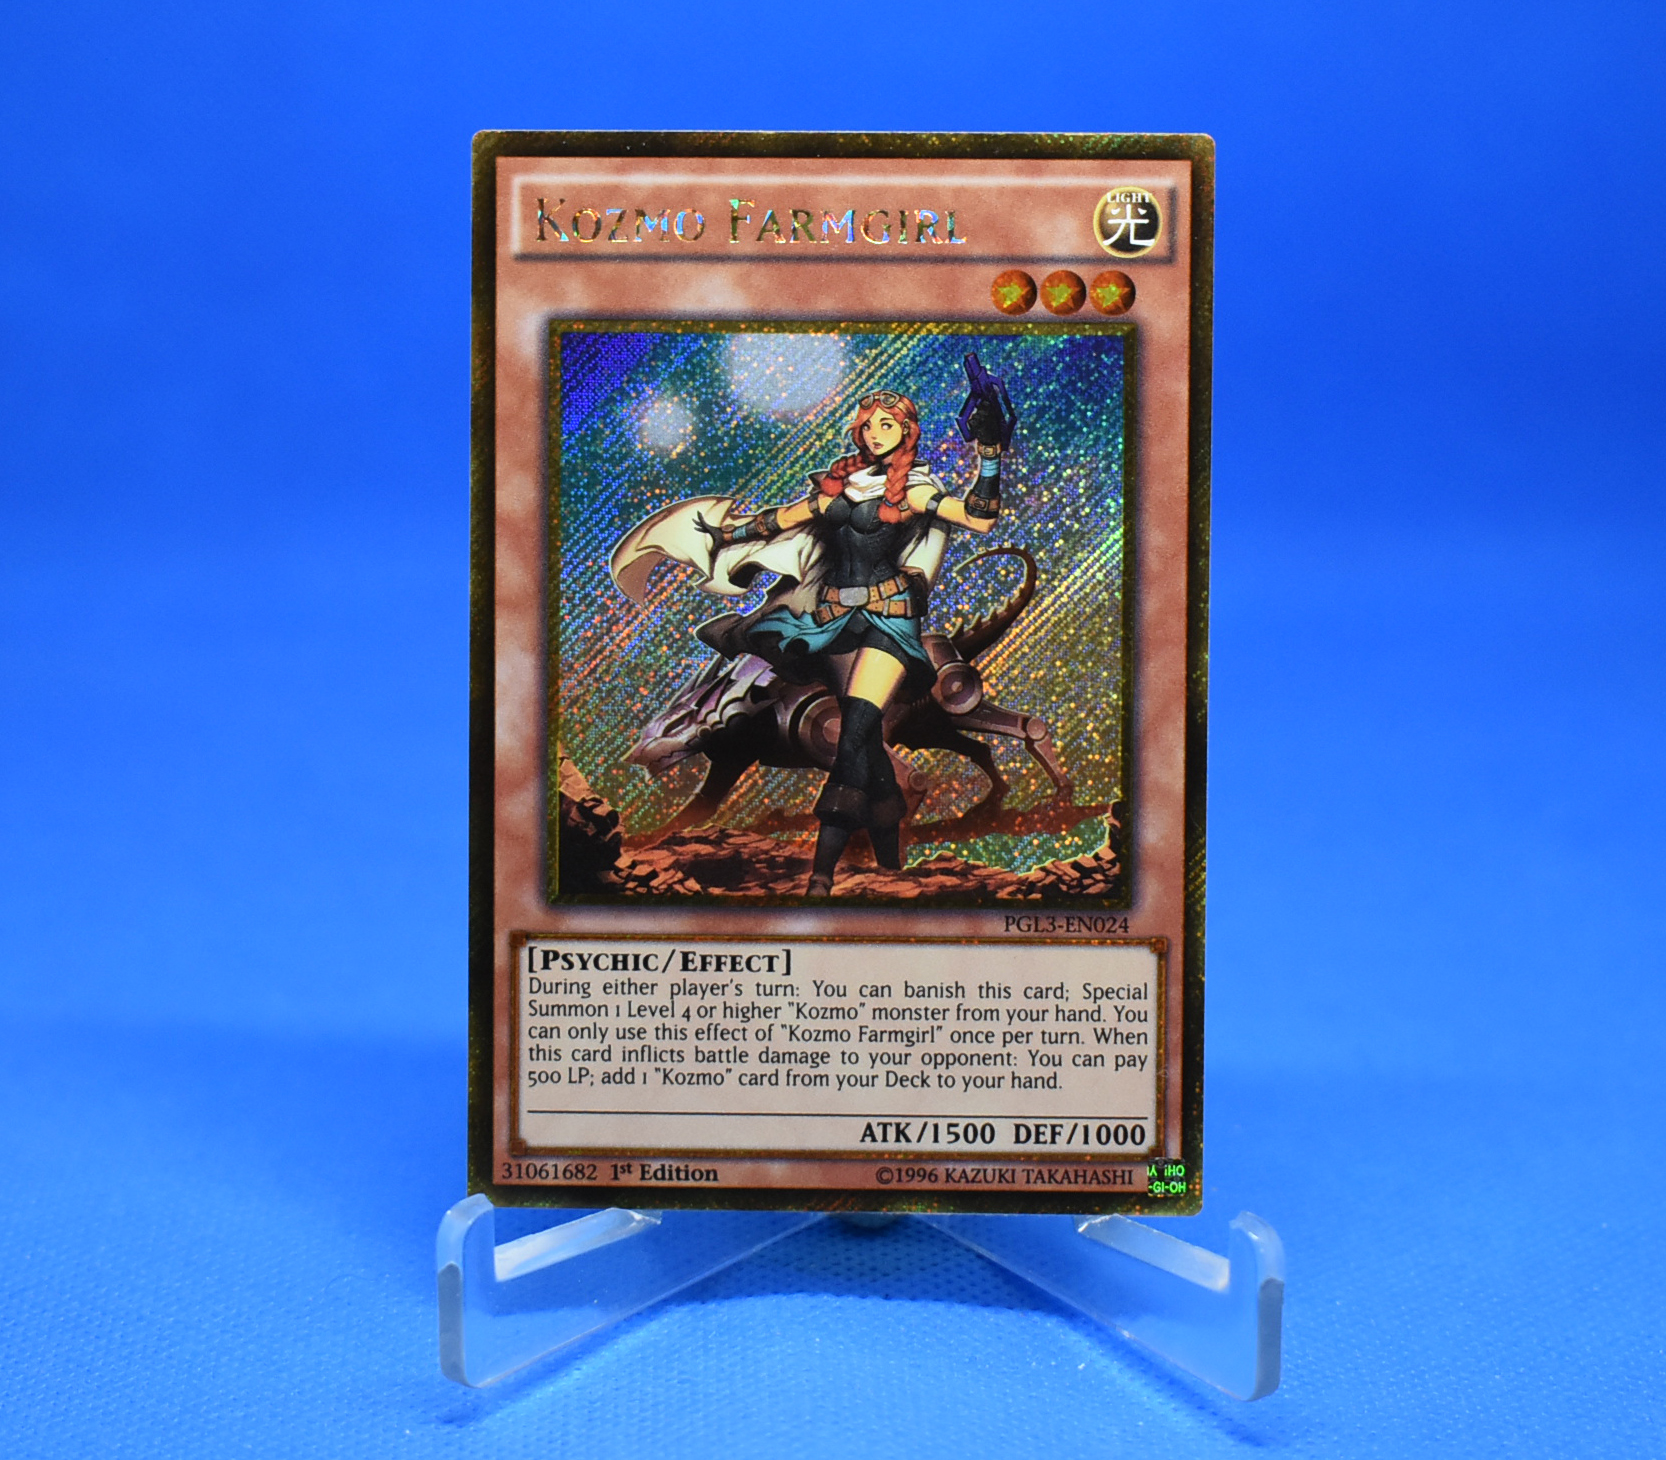 Kozmo Farmgirl
LIGHT
光
PGL3-EN024
[Psychic/Effect]
During either player's turn: You can banish this card; Special
Summon 1 Level 4 or higher "Kozmo" monster from your hand. You
can only use this effect of "Kozmo Farmgirl" once per turn. When
this card inflicts battle damage to your opponent: You can pay
500 LP; add 1 "Kozmo" card from your Deck to your hand.
ATK/1500 DEF/1000
31061682 1st Edition ©1996 KAZUKI TAKAHASHI
-GI-OH